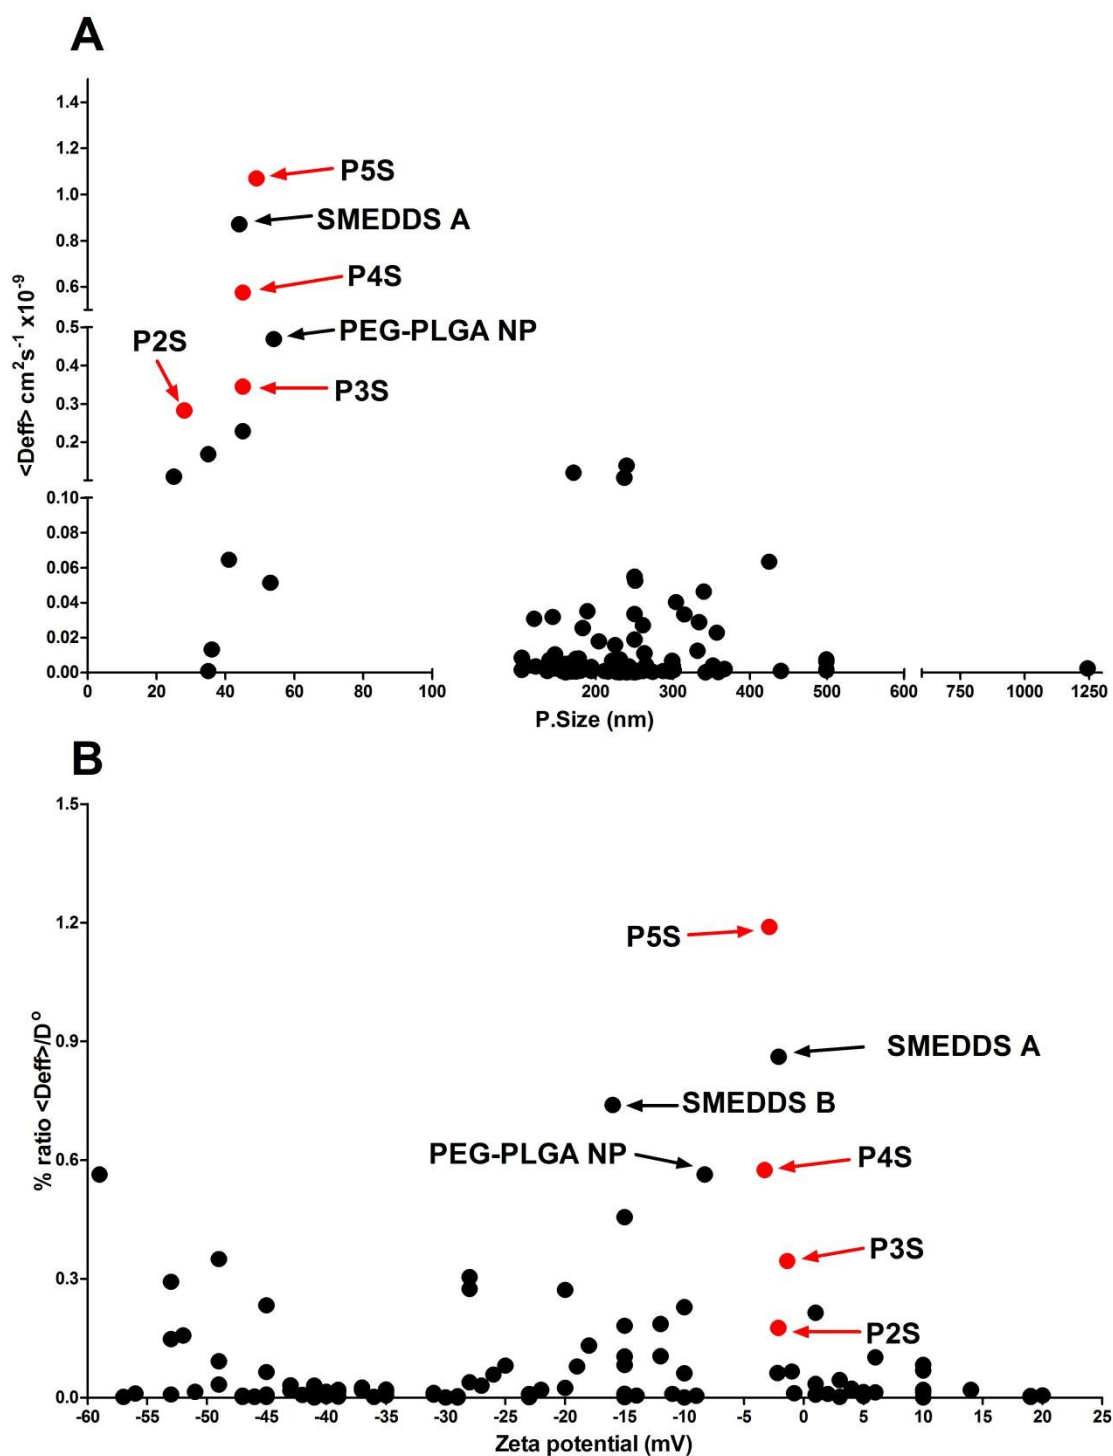 A
1.4
1.2
P5S
1.0
SMEDDS A
0.8
P4S
0.6
<Deff> cm²s⁻¹ x10⁻⁹
0.5
PEG-PLGA NP
P2S
0.4
P3S
0.3
0.2
0.10
0.08
0.06
0.04
0.02
0.00
0 20 40 60 80 100 200 300 400 500 600 750 1000 1250
P.Size (nm)
B
1.5
1.2
P5S
0.9
SMEDDS A
SMEDDS B
% ratio <Deff>/D°
PEG-PLGA NP
P4S
0.6
P3S
0.3
P2S
0.0
-60 -55 -50 -45 -40 -35 -30 -25 -20 -15 -10 -5 0 5 10 15 20 25
Zeta potential (mV)